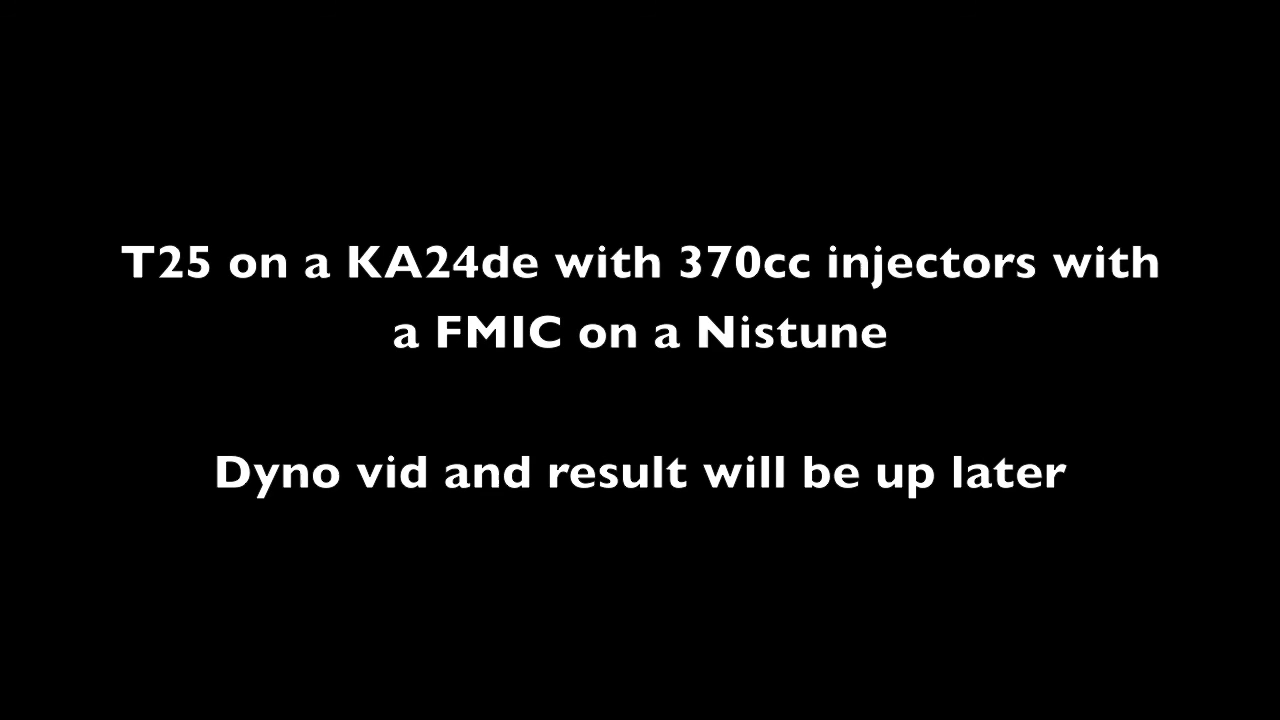 T25 on a KA24de with 370cc injectors with
a FMIC on a Nistune
Dyno vid and result will be up later